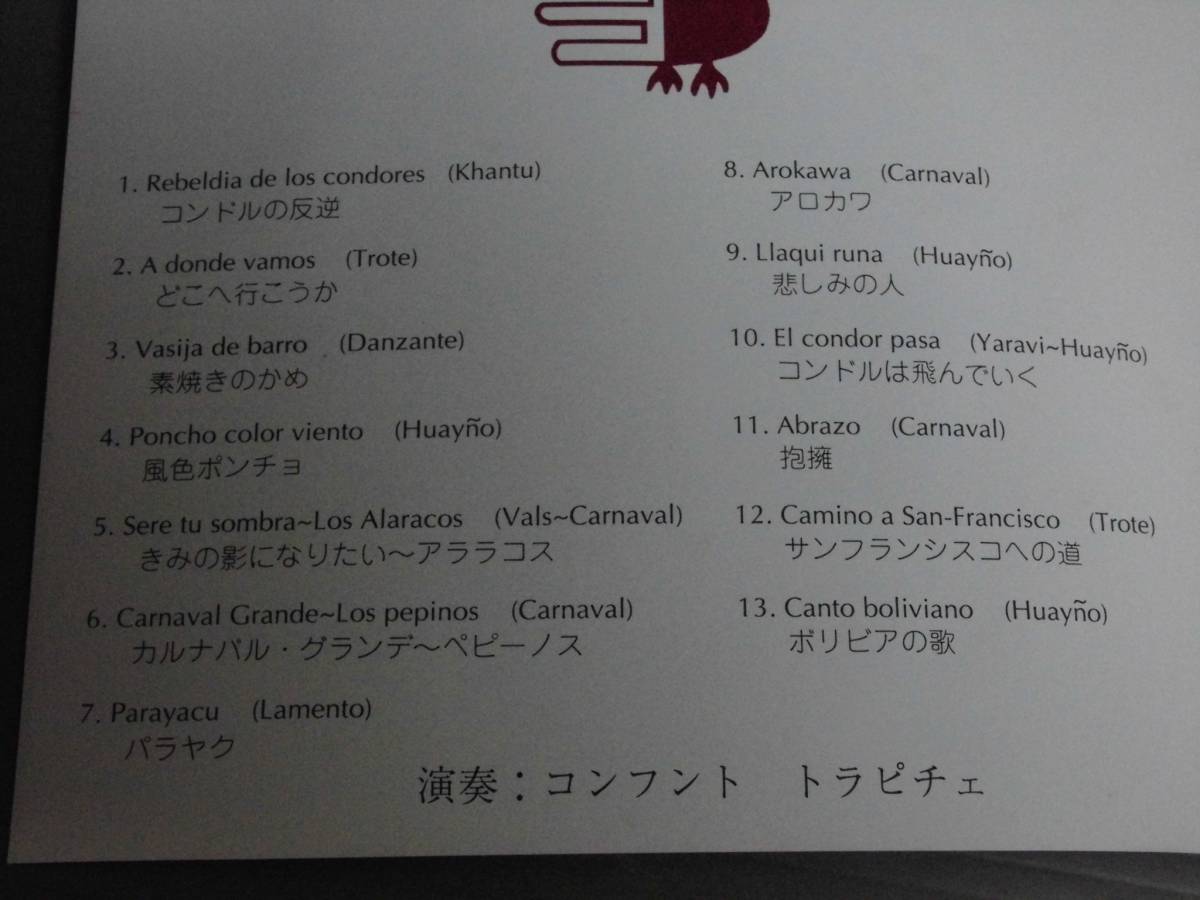 1. Rebeldia de los condores (Khantu)
コンドルの反逆
2. A donde vamos (Trote)
どこへ行こうか
3. Vasija de barro (Danzante)
素焼きのかめ
4. Poncho color viento (Huayño)
風色ポンチョ
5. Sere tu sombra~Los Alaracos (Vals~Carnaval)
きみの影になりたい～アララコス
6. Carnaval Grande~Los pepinos (Carnaval)
カルナバル・グランデ～ペピーノス
7. Parayacu (Lamento)
パラヤク
8. Arokawa (Carnaval)
アロカワ
9. Llaqui runa (Huayño)
悲しみの人
10. El condor pasa (Yaravi~Huayño)
コンドルは飛んでいく
11. Abrazo (Carnaval)
抱擁
12. Camino a San-Francisco (Trote)
サンフランシスコへの道
13. Canto boliviano (Huayño)
ボリビアの歌
演奏：コンフント トラピチェ